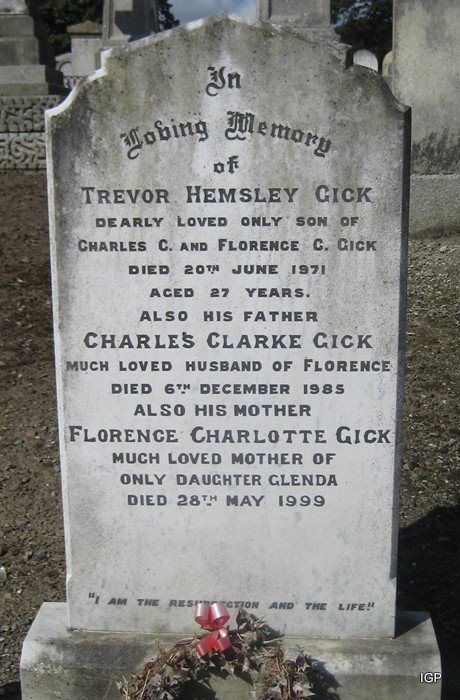 In
Loving Memory
of
TREVOR HEMSLEY GICK
DEARLY LOVED ONLY SON OF
CHARLES C. AND FLORENCE C. GICK
DIED 20TH JUNE 1971
AGED 27 YEARS.
ALSO HIS FATHER
CHARLES CLARKE GICK
MUCH LOVED HUSBAND OF FLORENCE
DIED 6TH DECEMBER 1985
ALSO HIS MOTHER
FLORENCE CHARLOTTE GICK
MUCH LOVED MOTHER OF
ONLY DAUGHTER GLENDA
DIED 28TH MAY 1999
"I AM THE RESURRECTION AND THE LIFE"
IGP